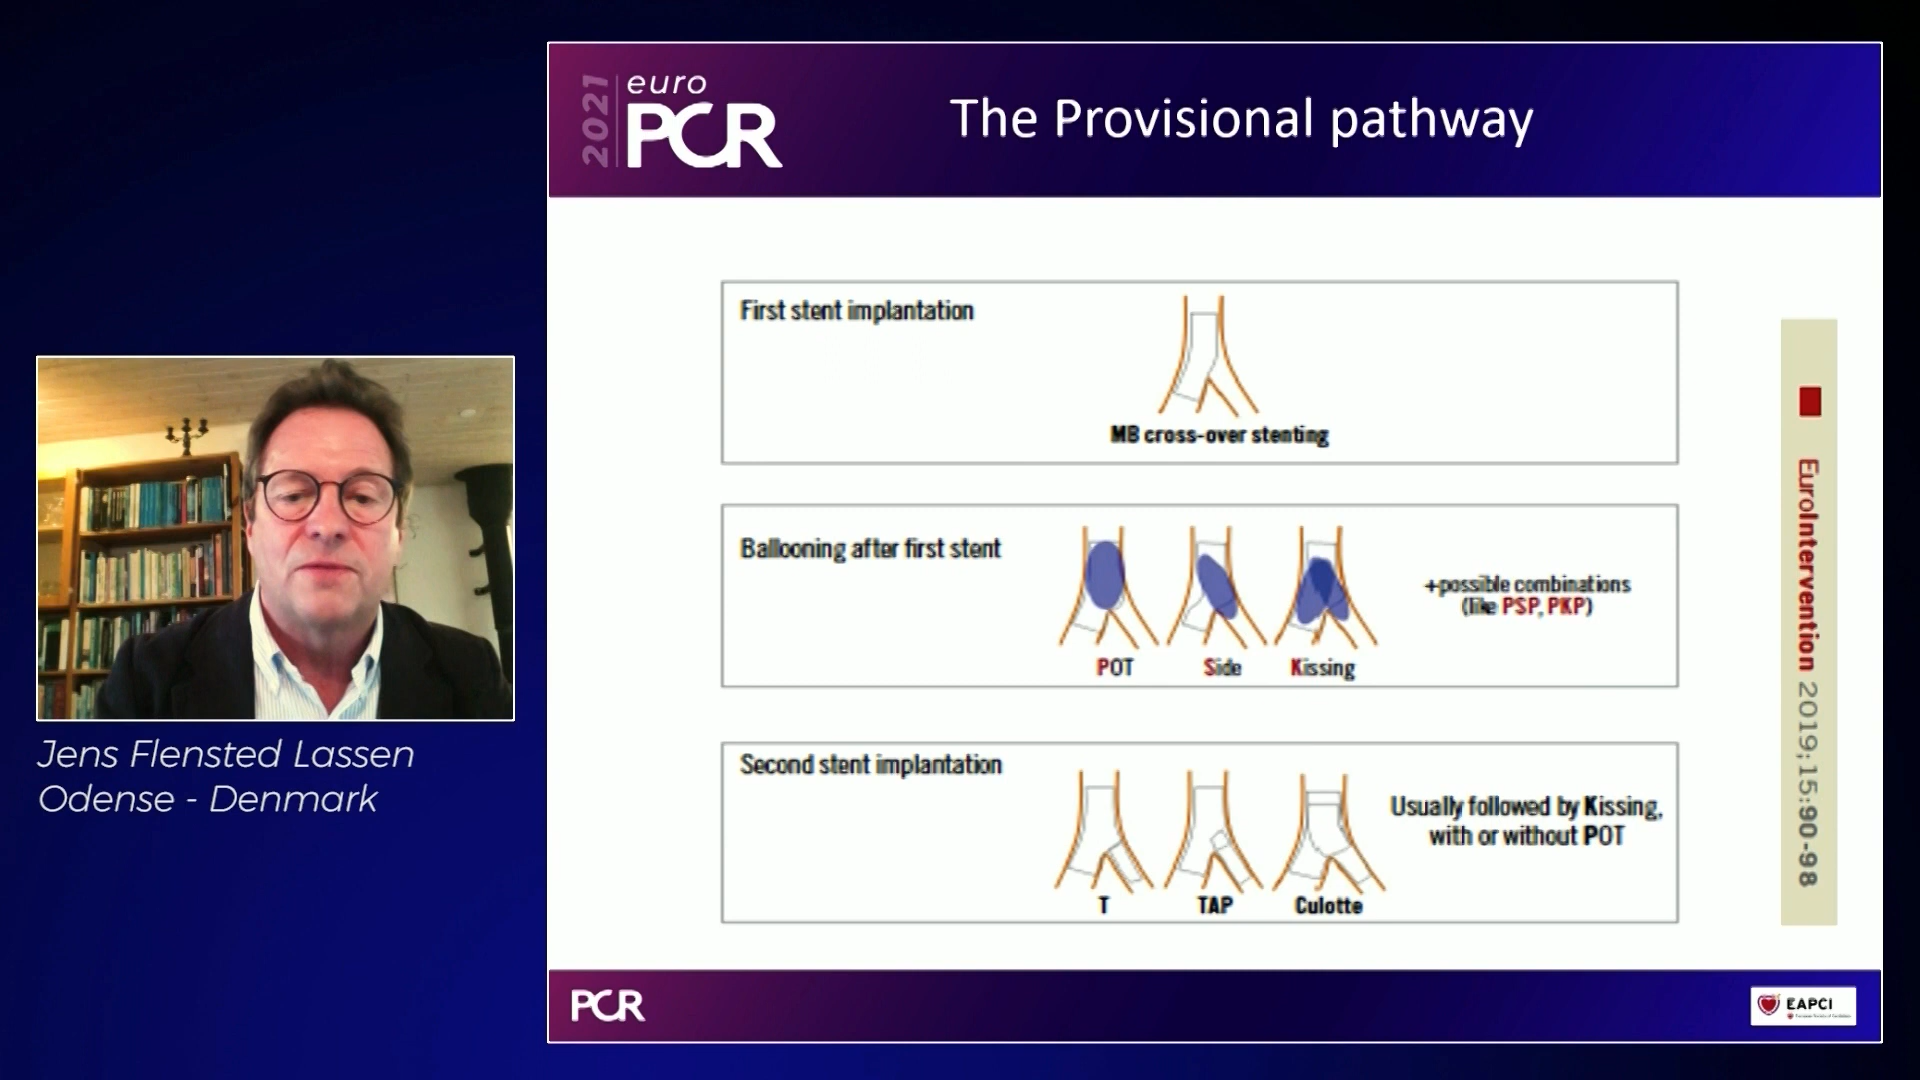 2021
euro
PCR
The Provisional pathway
First stent implantation
MB cross-over stenting
Ballooning after first stent
+possible combinations
(like PSP, PKP)
POT
Side
Kissing
Second stent implantation
Usually followed by Kissing,
with or without POT
T
TAP
Culotte
EuroIntervention 2019;15:90-98
Jens Flensted Lassen
Odense - Denmark
PCR
EAPCI